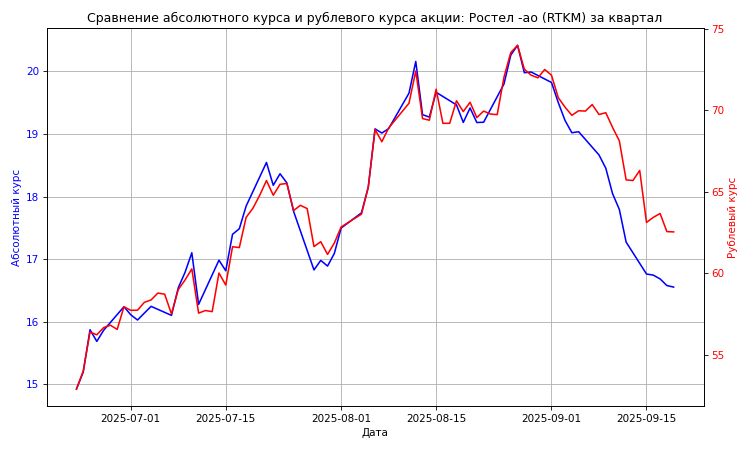 Сравнение абсолютного курса и рублевого курса акции: Ростел -ао (RTKM) за квартал
Абсолютный курс
20
19
18
17
16
15
75
70
65
60
55
Рублевый курс
2025-07-01 2025-07-15 2025-08-01 2025-08-15 2025-09-01 2025-09-15
Дата